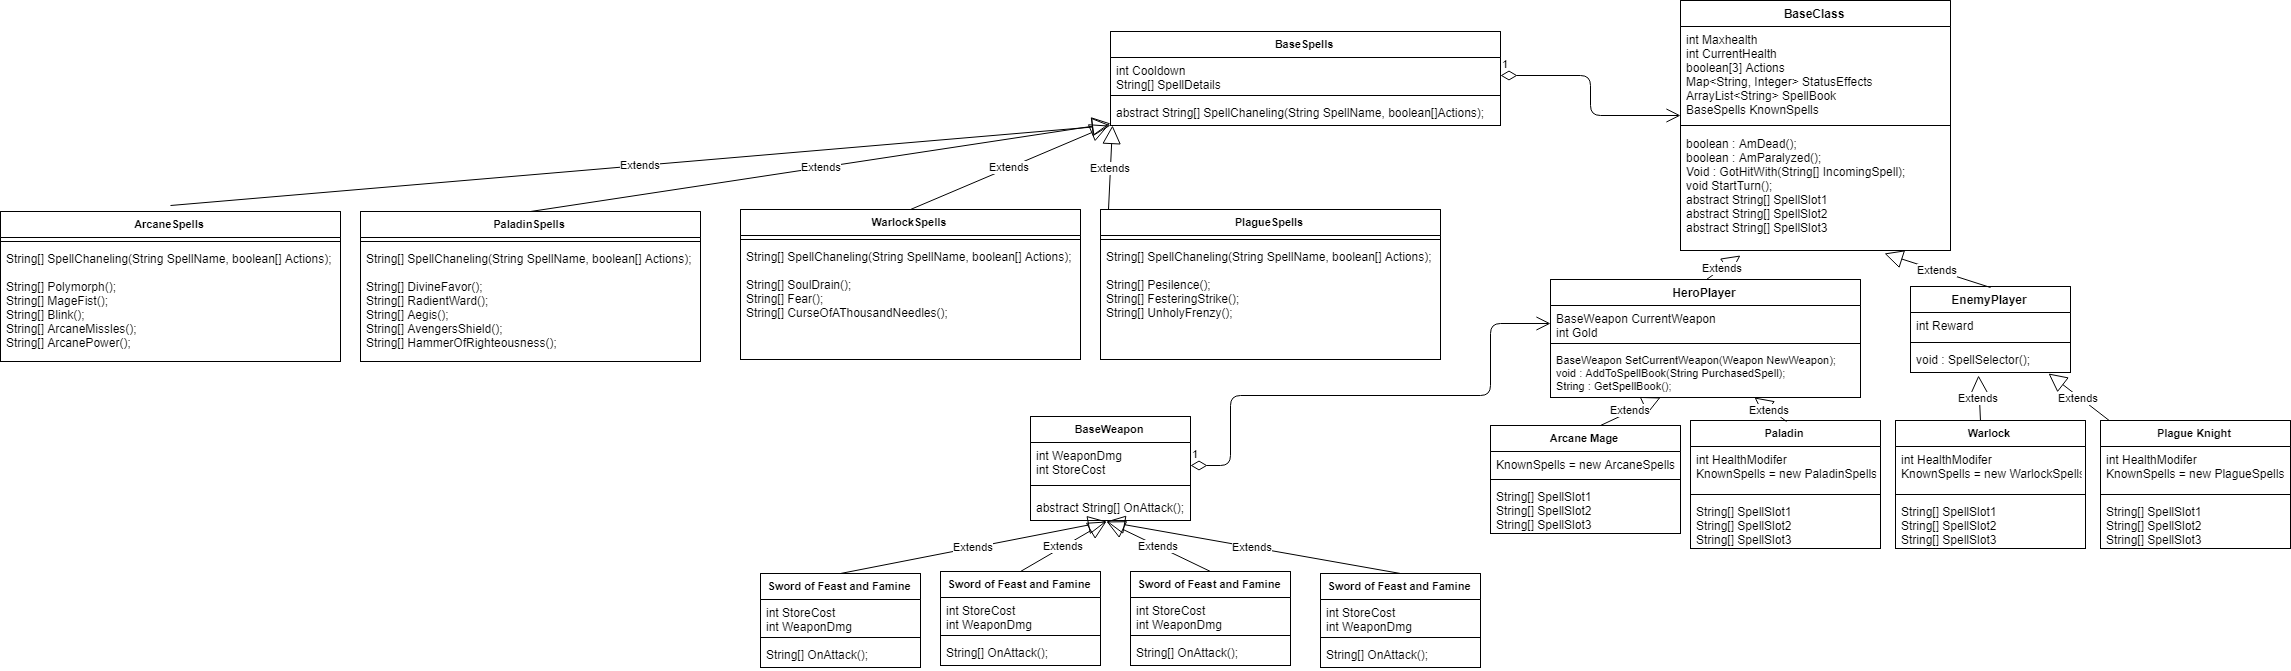 BaseClass
int Maxhealth
int CurrentHealth
boolean[3] Actions
Map<String, Integer> StatusEffects
ArrayList<String> SpellBook
BaseSpells KnownSpells
boolean : AmDead();
boolean : AmParalyzed();
Void : GotHitWith(String[] IncomingSpell);
void StartTurn();
abstract String[] SpellSlot1
abstract String[] SpellSlot2
abstract String[] SpellSlot3
BaseSpells
int Cooldown
String[] SpellDetails
abstract String[] SpellChaneling(String SpellName, boolean[]Actions);
1
Extends
Extends
Extends
Extends
ArcaneSpells
String[] SpellChaneling(String SpellName, boolean[] Actions);
String[] Polymorph();
String[] MageFist();
String[] Blink();
String[] ArcaneMissles();
String[] ArcanePower();
PaladinSpells
String[] SpellChaneling(String SpellName, boolean[] Actions);
String[] DivineFavor();
String[] RadientWard();
String[] Aegis();
String[] AvengersShield();
String[] HammerOfRighteousness();
WarlockSpells
String[] SpellChaneling(String SpellName, boolean[] Actions);
String[] SoulDrain();
String[] Fear();
String[] CurseOfAThousandNeedles();
PlagueSpells
String[] SpellChaneling(String SpellName, boolean[] Actions);
String[] Pesilence();
String[] FesteringStrike();
String[] UnholyFrenzy();
Extends
Extends
HeroPlayer
BaseWeapon CurrentWeapon
int Gold
BaseWeapon SetCurrentWeapon(Weapon NewWeapon);
void : AddToSpellBook(String PurchasedSpell);
String : GetSpellBook();
EnemyPlayer
int Reward
void : SpellSelector();
Extends
Extends
Extends
Extends
Arcane Mage
KnownSpells = new ArcaneSpells
String[] SpellSlot1
String[] SpellSlot2
String[] SpellSlot3
Paladin
int HealthModifer
KnownSpells = new PaladinSpells
String[] SpellSlot1
String[] SpellSlot2
String[] SpellSlot3
Warlock
int HealthModifer
KnownSpells = new WarlockSpells
String[] SpellSlot1
String[] SpellSlot2
String[] SpellSlot3
Plague Knight
int HealthModifer
KnownSpells = new PlagueSpells
String[] SpellSlot1
String[] SpellSlot2
String[] SpellSlot3
BaseWeapon
int WeaponDmg
int StoreCost
abstract String[] OnAttack();
1
Extends
Extends
Extends
Extends
Sword of Feast and Famine
int StoreCost
int WeaponDmg
String[] OnAttack();
Sword of Feast and Famine
int StoreCost
int WeaponDmg
String[] OnAttack();
Sword of Feast and Famine
int StoreCost
int WeaponDmg
String[] OnAttack();
Sword of Feast and Famine
int StoreCost
int WeaponDmg
String[] OnAttack();